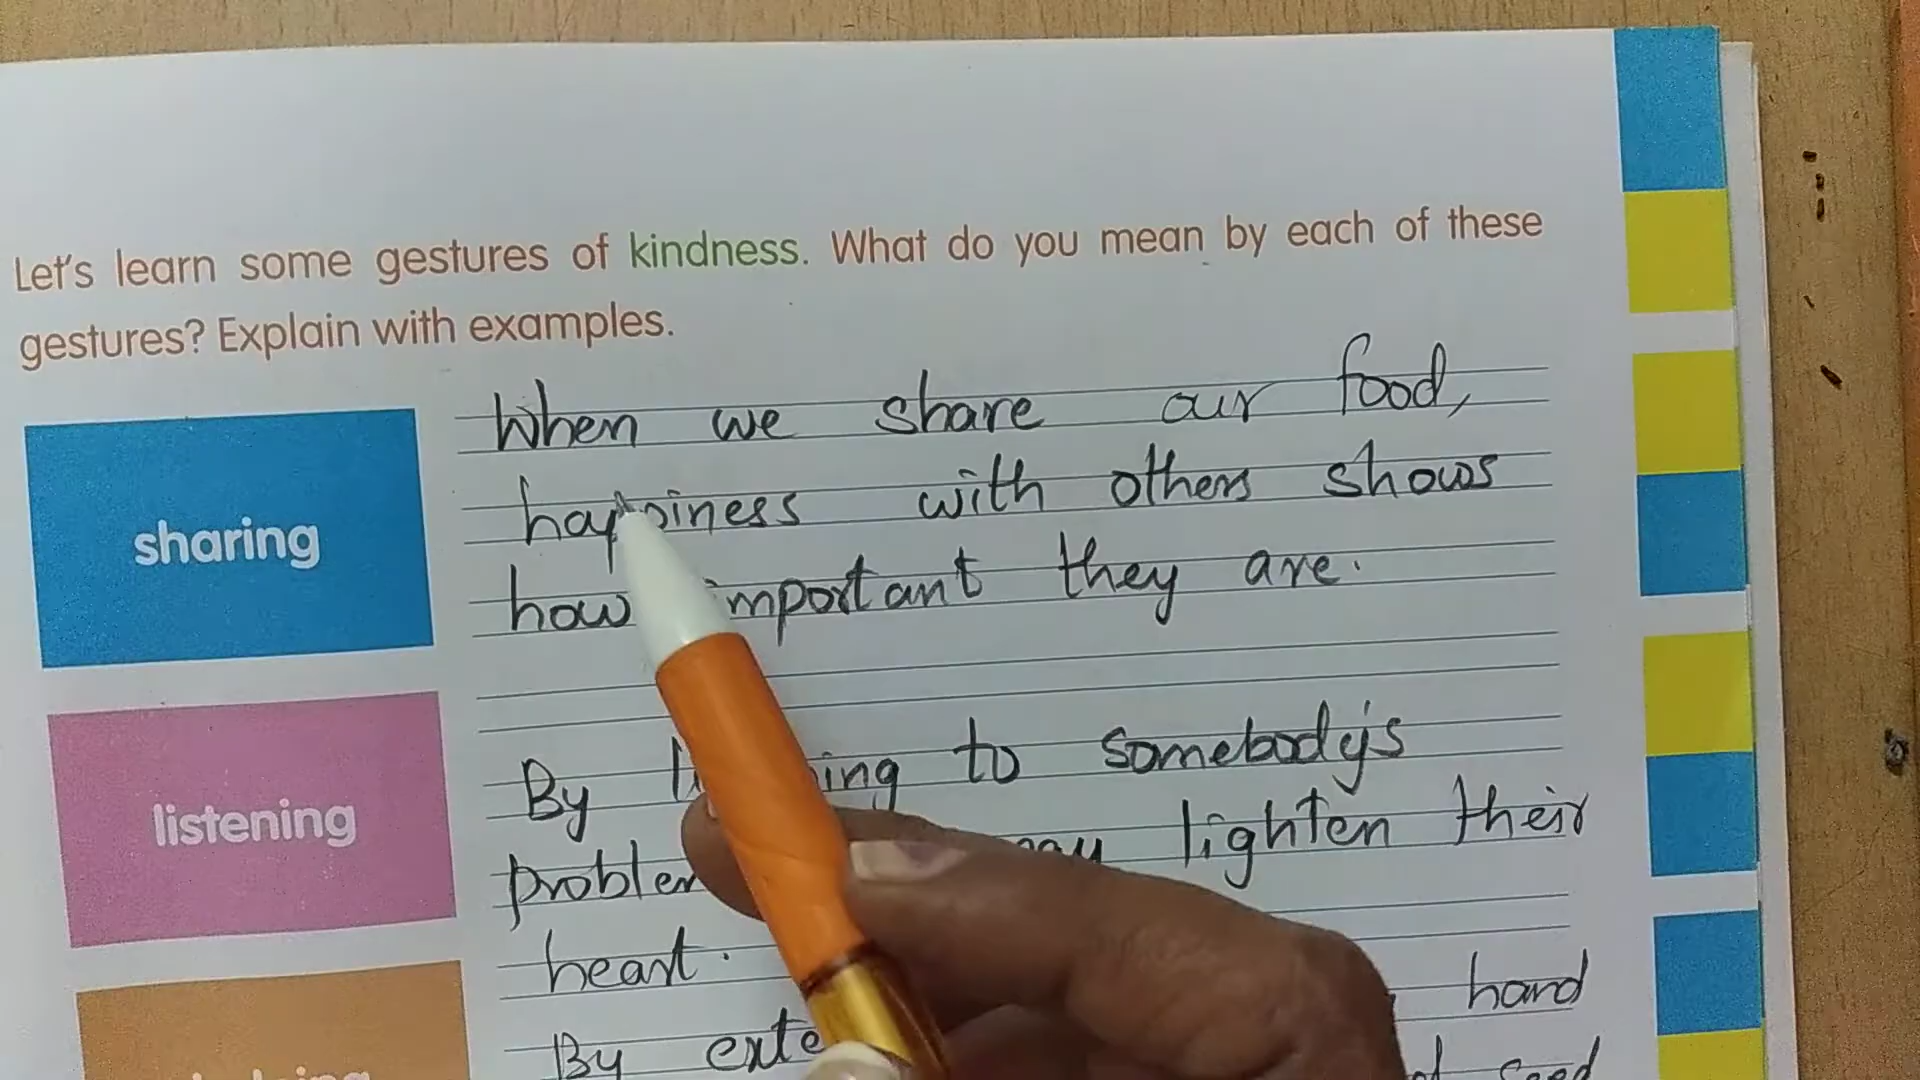 Let's learn some gestures of kindness. What do you mean by each of these
gestures? Explain with examples.
sharing
When we share our food,
happiness with others shows
how important they are.
listening
By to somebody's
lighten their
heart.
hand
By